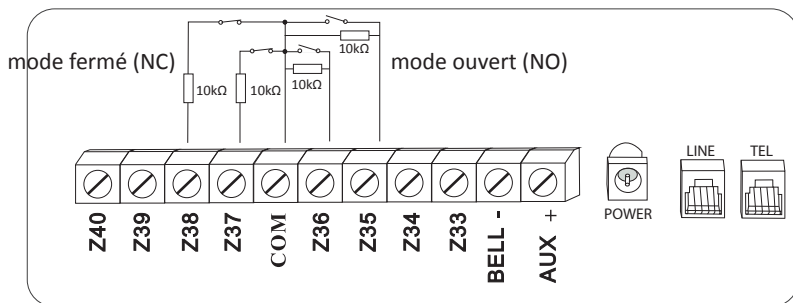 10kΩ
mode fermé (NC)
mode ouvert (NO)
10kΩ
10kΩ
10kΩ
LINE
TEL
POWER
Z40
Z39
Z38
Z37
COM
Z36
Z35
Z34
Z33
BELL -
AUX +